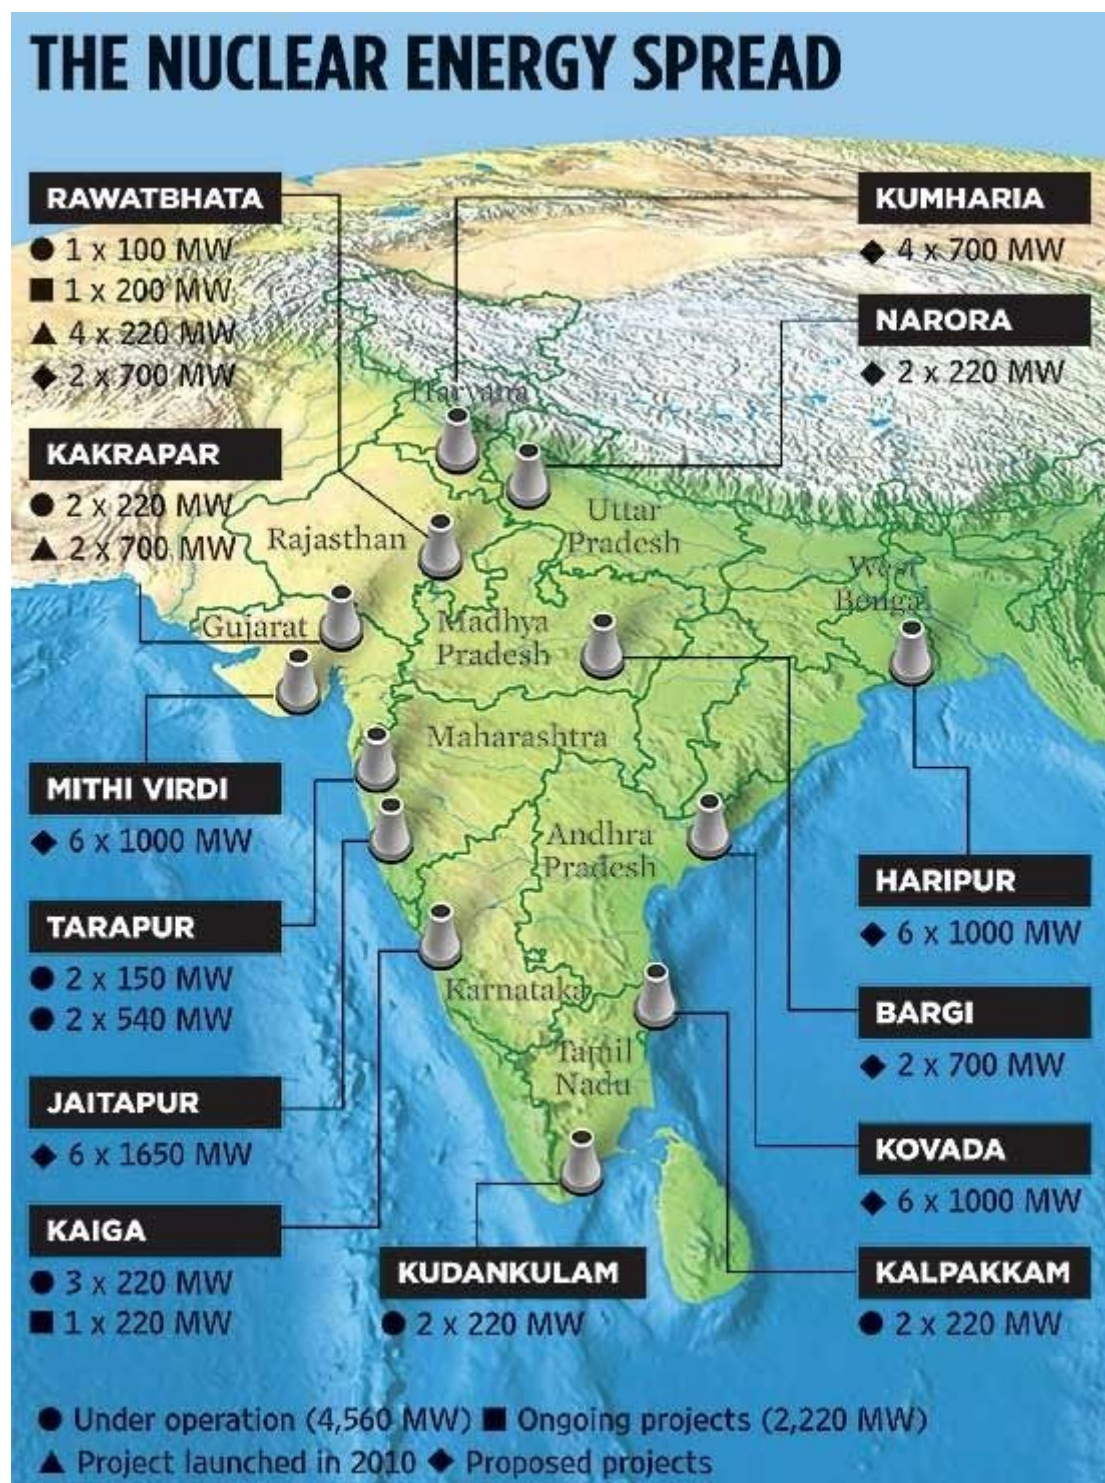 THE NUCLEAR ENERGY SPREAD
RAWATBHATA
● 1 x 100 MW
■ 1 x 200 MW
▲ 4 x 220 MW
◆ 2 x 700 MW
KAKRAPAR
● 2 x 220 MW
▲ 2 x 700 MW
MITHI VIRDI
◆ 6 x 1000 MW
TARAPUR
● 2 x 150 MW
● 2 x 540 MW
JAITAPUR
◆ 6 x 1650 MW
KAIGA
● 3 x 220 MW
■ 1 x 220 MW
KUDANKULAM
● 2 x 220 MW
KUMHARIA
◆ 4 x 700 MW
NARORA
◆ 2 x 220 MW
HARIPUR
◆ 6 x 1000 MW
BARGI
◆ 2 x 700 MW
KOVADA
◆ 6 x 1000 MW
KALPAKKAM
● 2 x 220 MW
Haryana
Rajasthan
Uttar
Pradesh
West
Bengal
Gujarat
Madhya
Pradesh
Maharashtra
Andhra
Pradesh
Karnataka
Tamil
Nadu
● Under operation (4,560 MW) ■ Ongoing projects (2,220 MW)
▲ Project launched in 2010 ◆ Proposed projects